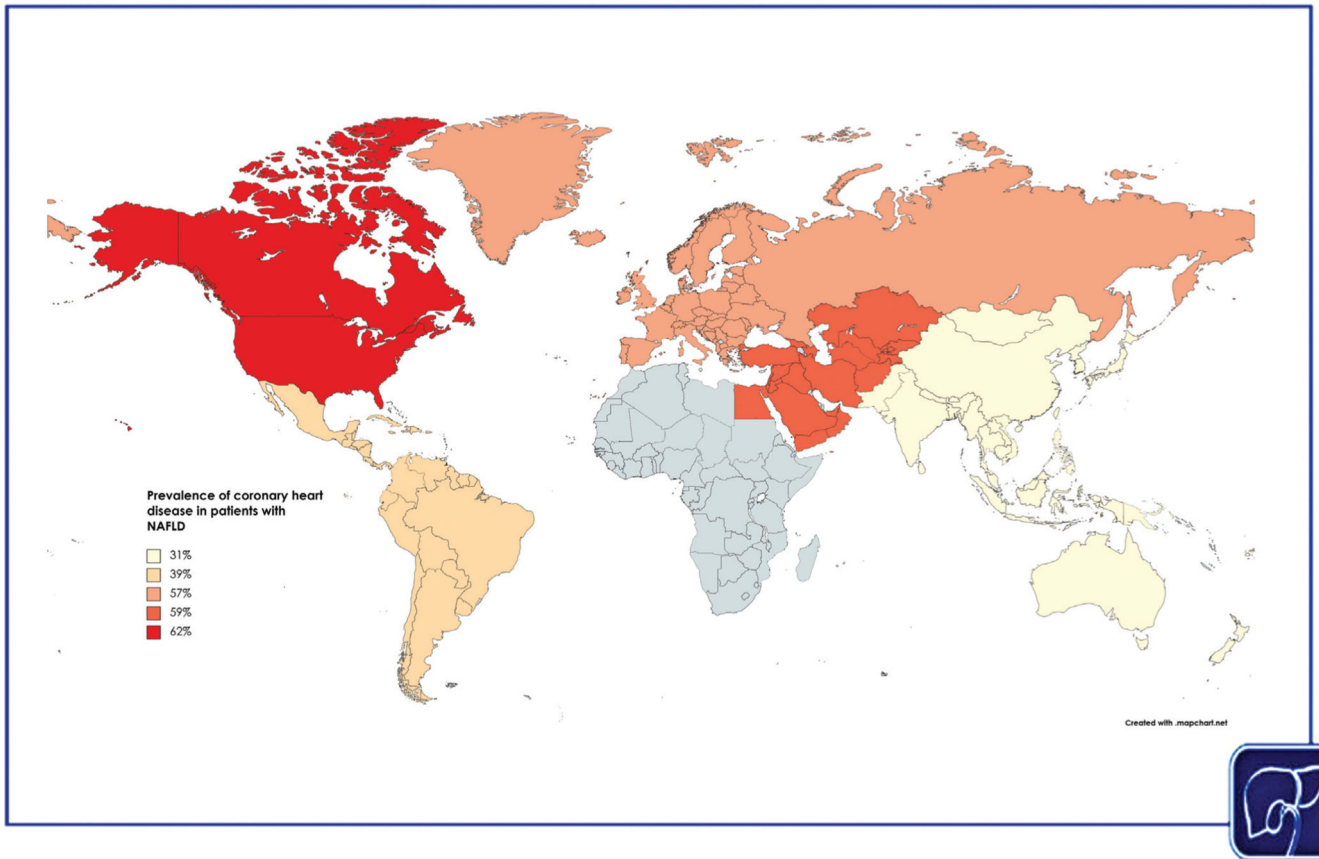 Prevalence of coronary heart
disease in patients with
NAFLD
31%
39%
57%
59%
62%
Created with .mapchart.net